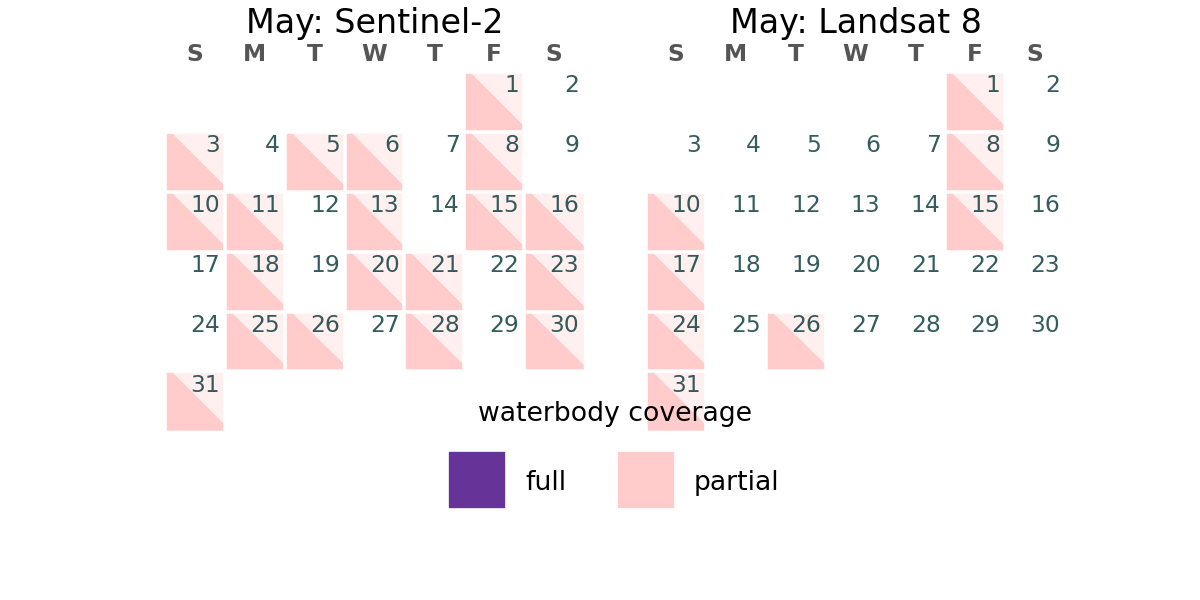 May: Sentinel-2
S M T W T F S
1 2
3 4 5 6 7 8 9
10 11 12 13 14 15 16
17 18 19 20 21 22 23
24 25 26 27 28 29 30
31
May: Landsat 8
S M T W T F S
1 2
3 4 5 6 7 8 9
10 11 12 13 14 15 16
17 18 19 20 21 22 23
24 25 26 27 28 29 30
31
waterbody coverage
full partial